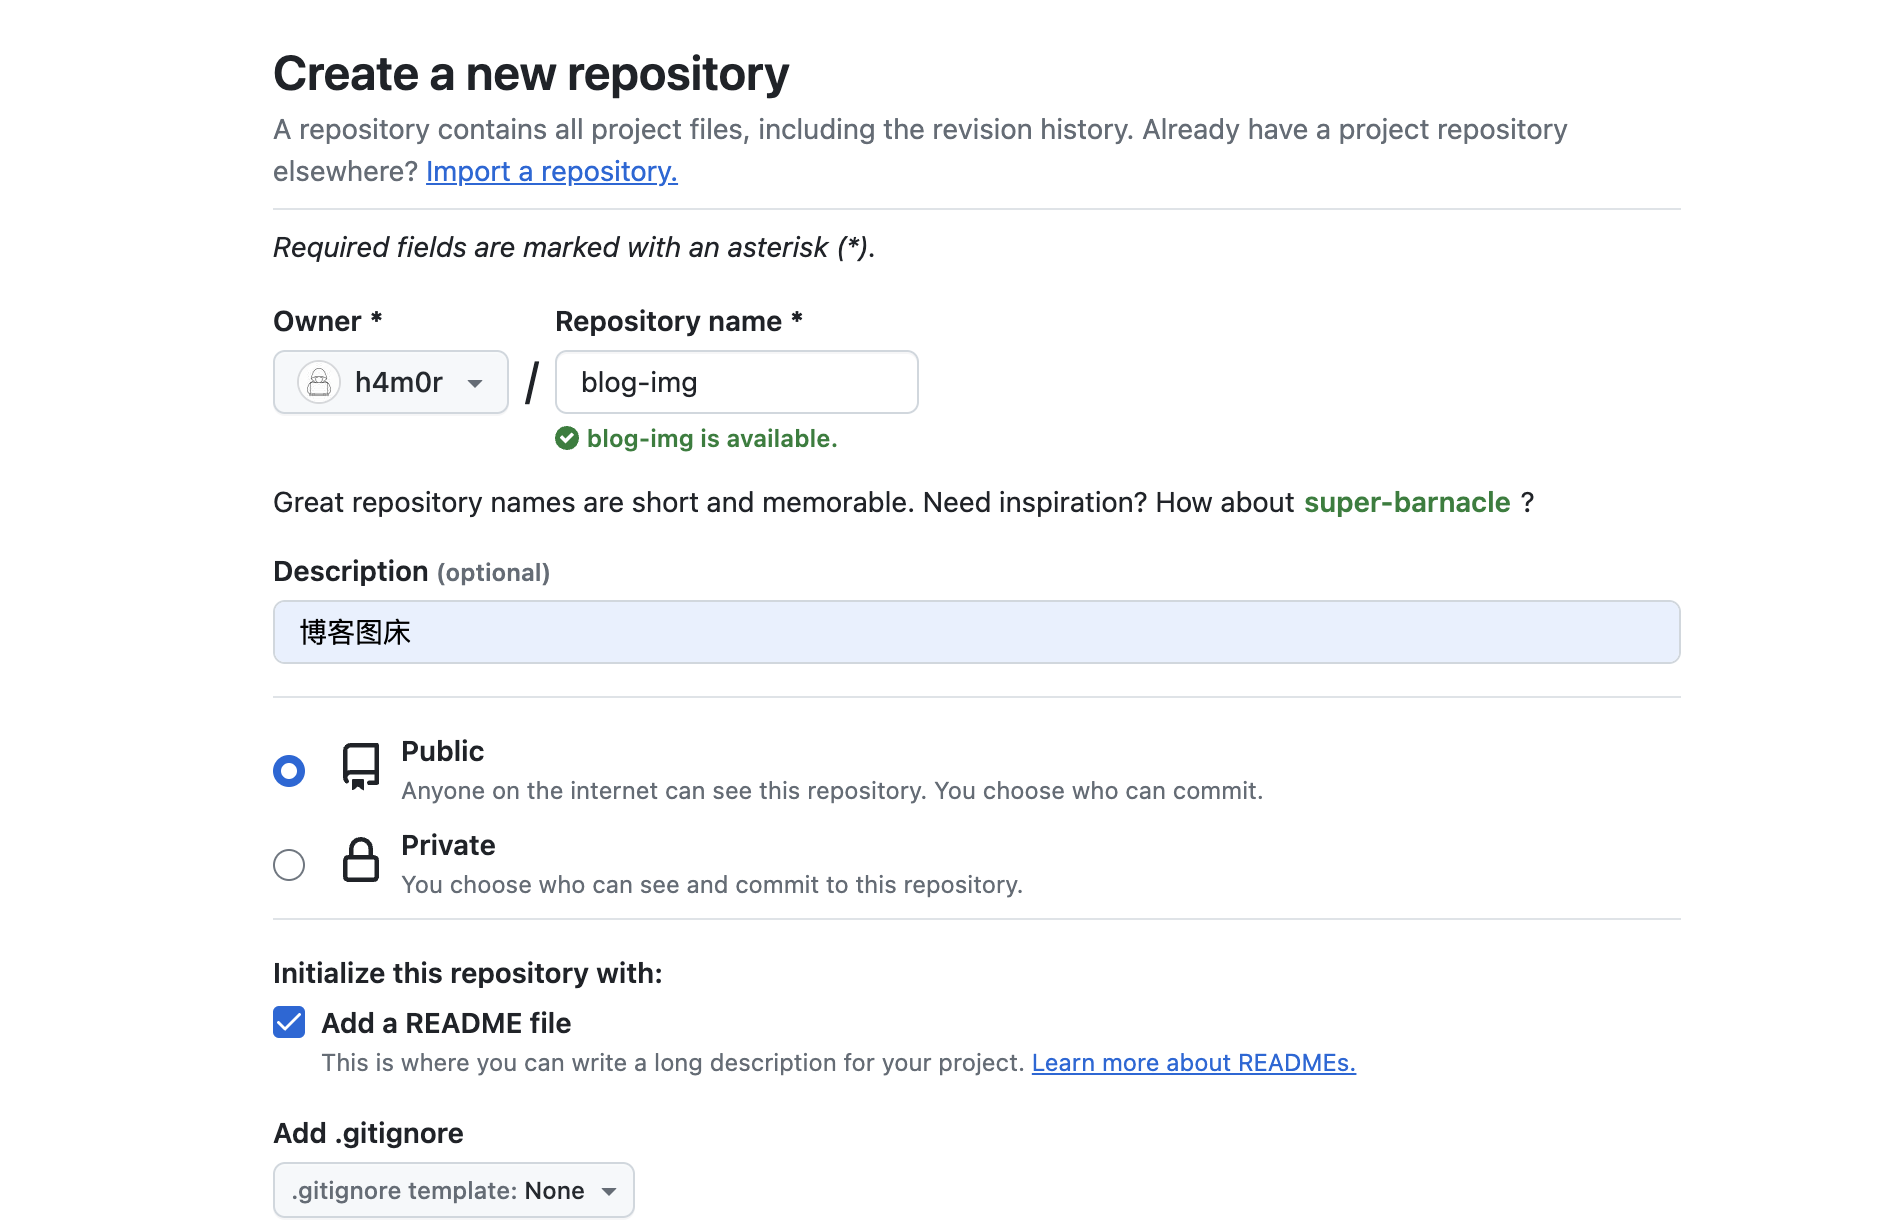 Create a new repository
A repository contains all project files, including the revision history. Already have a project repository
elsewhere? Import a repository.
Required fields are marked with an asterisk (*).
Owner *
Repository name *
h4m0r
/
blog-img
blog-img is available.
Great repository names are short and memorable. Need inspiration? How about super-barnacle ?
Description (optional)
博客图床
Public
Anyone on the internet can see this repository. You choose who can commit.
Private
You choose who can see and commit to this repository.
Initialize this repository with:
Add a README file
This is where you can write a long description for your project. Learn more about READMEs.
Add .gitignore
.gitignore template: None